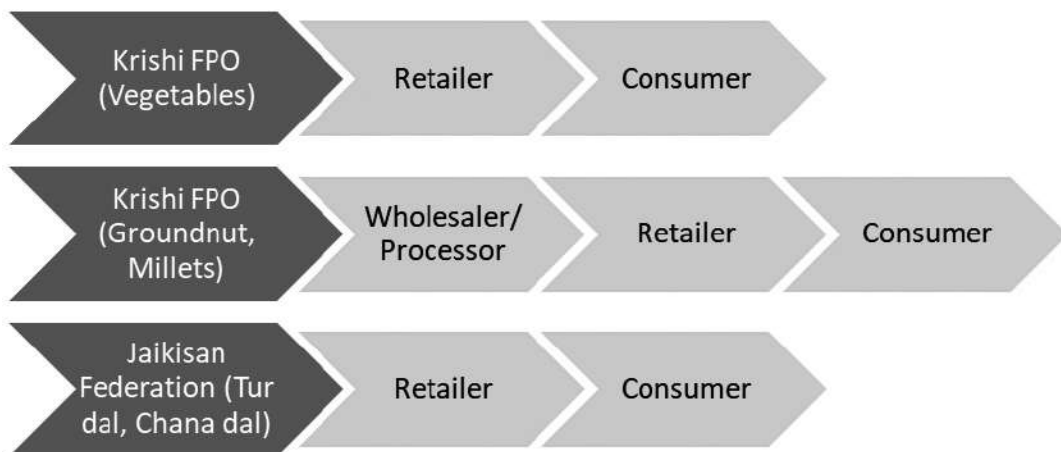 Krishi FPO
(Vegetables)
Retailer
Consumer
Krishi FPO
(Groundnut,
Millets)
Wholesaler/
Processor
Retailer
Consumer
Jaikisan
Federation (Tur
dal, Chana dal)
Retailer
Consumer